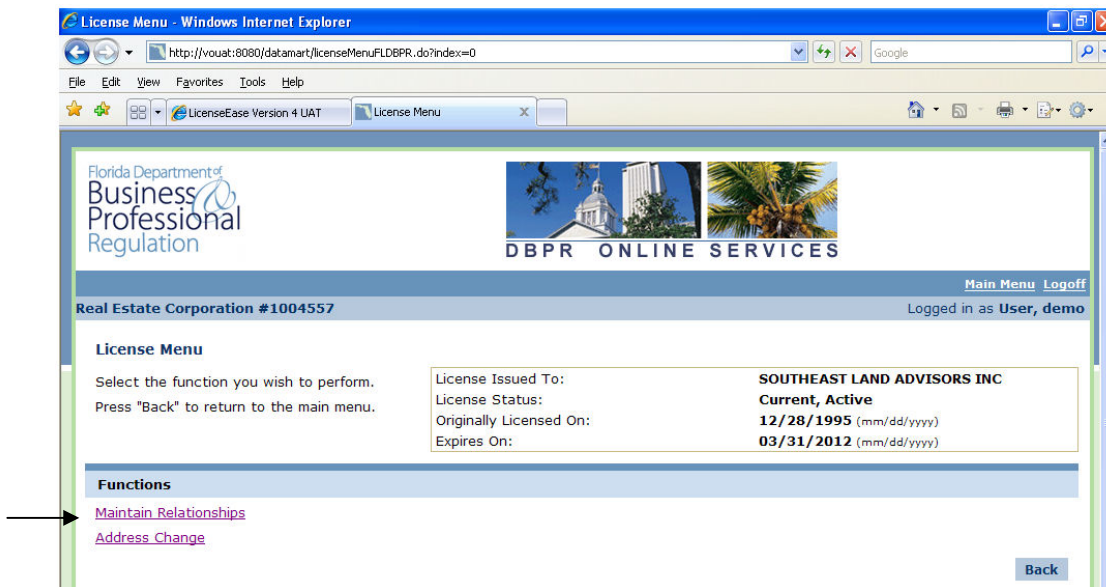 License Menu - Windows Internet Explorer
http://vouat:8080/datamart/licenseMenuFLDBPR.do?index=0
Google
File Edit View Favorites Tools Help
LicenseEase Version 4 UAT
License Menu
x
Florida Department of
Business &
Professional
Regulation
DBPR ONLINE SERVICES
Main Menu Logoff
Real Estate Corporation #1004557
Logged in as User, demo
License Menu
Select the function you wish to perform.
Press "Back" to return to the main menu.
License Issued To: SOUTHEAST LAND ADVISORS INC
License Status: Current, Active
Originally Licensed On: 12/28/1995 (mm/dd/yyyy)
Expires On: 03/31/2012 (mm/dd/yyyy)
Functions
Maintain Relationships
Address Change
Back